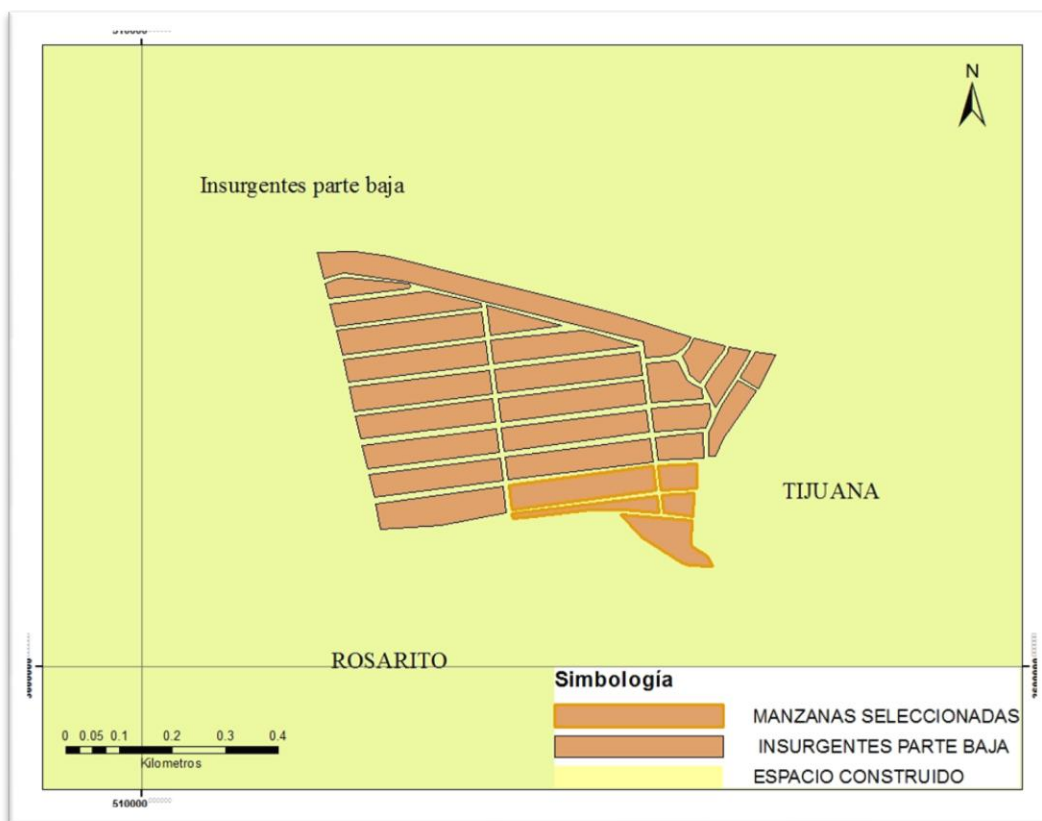 510000
N
Insurgentes parte baja
TIJUANA
ROSARITO
Simbología
MANZANAS SELECCIONADAS
INSURGENTES PARTE BAJA
ESPACIO CONSTRUIDO
0 0.05 0.1 0.2 0.3 0.4
Kilometros
510000